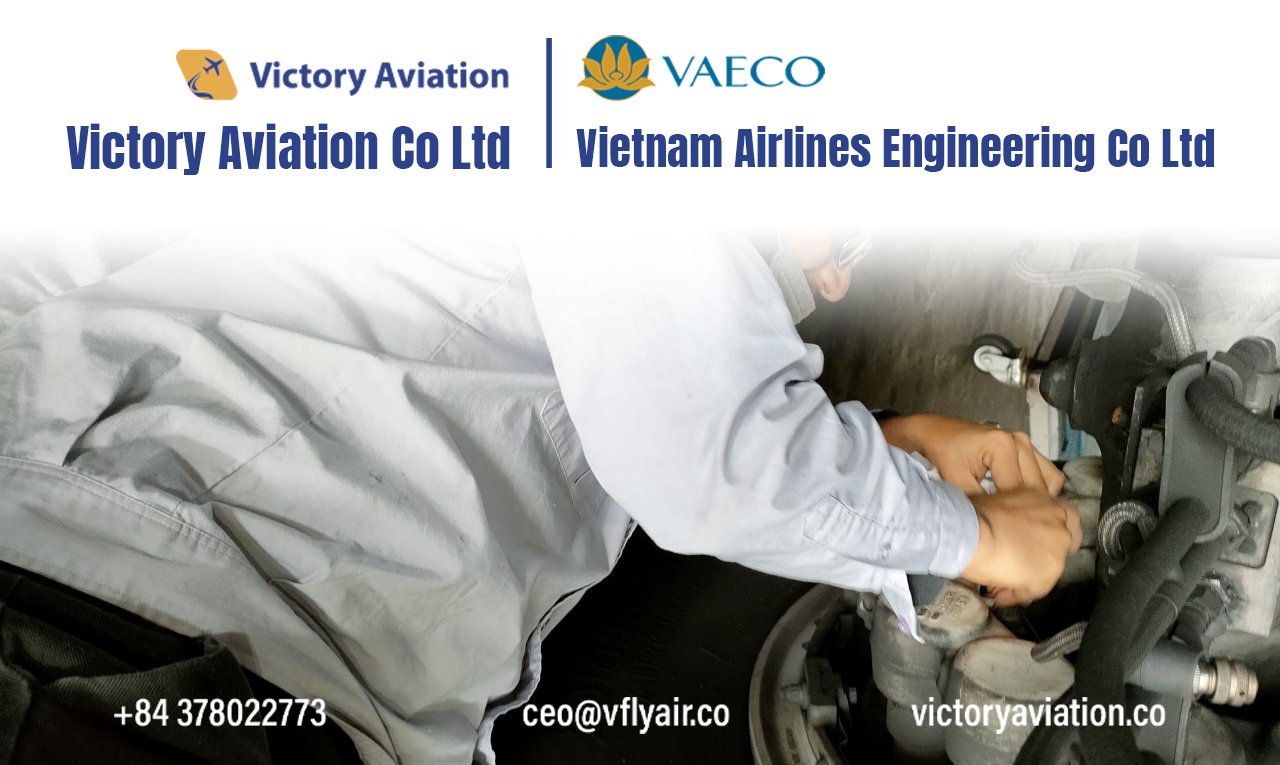 Victory Aviation
VAECO
Victory Aviation Co Ltd
Vietnam Airlines Engineering Co Ltd
+84 378022773
ceo@vflyair.co
victoryaviation.co